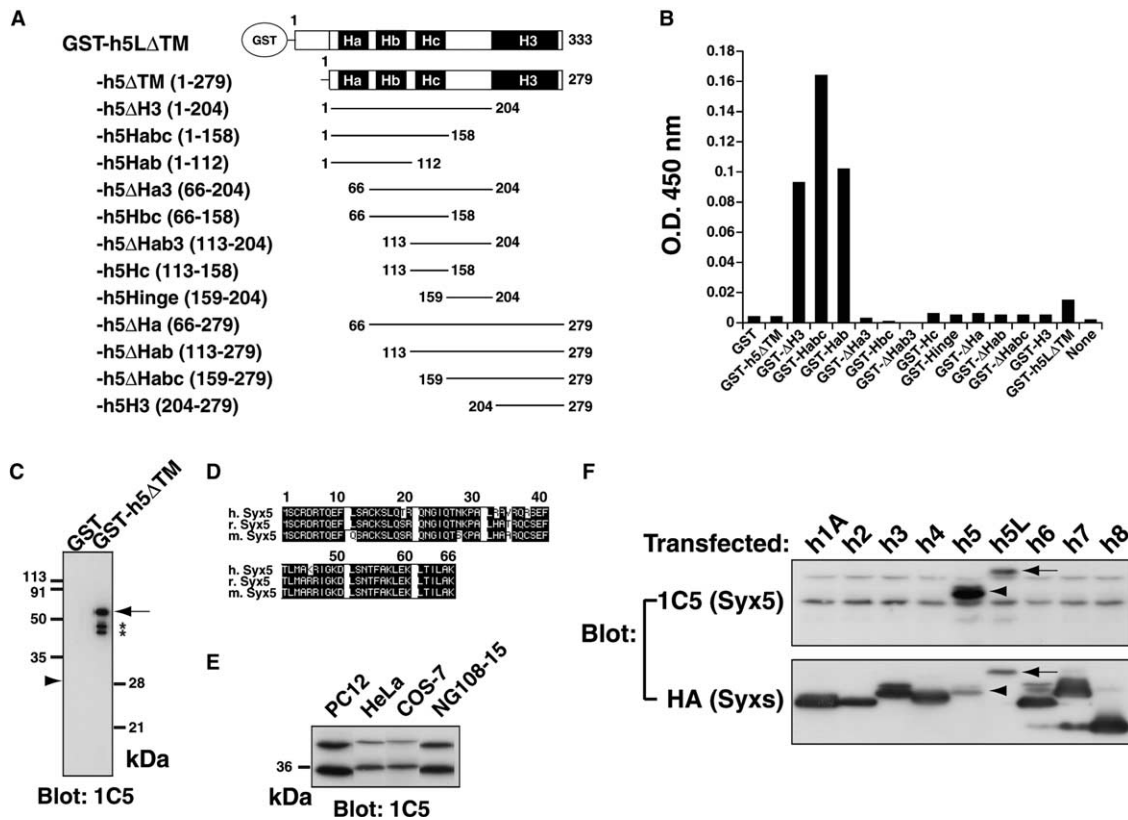 A
1
GST-h5LΔTM
GST
Ha Hb Hc H3
333
1
-h5ΔTM (1-279)
Ha Hb Hc H3
279
-h5ΔH3 (1-204)
1 204
-h5Habc (1-158)
1 158
-h5Hab (1-112)
1 112
-h5ΔHa3 (66-204)
66 204
-h5Hbc (66-158)
66 158
-h5ΔHab3 (113-204)
113 204
-h5Hc (113-158)
113 158
-h5Hinge (159-204)
159 204
-h5ΔHa (66-279)
66 279
-h5ΔHab (113-279)
113 279
-h5ΔHabc (159-279)
159 279
-h5H3 (204-279)
204 279
B
O.D. 450 nm
0.18
0.16
0.14
0.12
0.1
0.08
0.06
0.04
0.02
0
GST
GST-h5ΔTM
GST-ΔH3
GST-Habc
GST-Hab
GST-ΔHa3
GST-Hbc
GST-ΔHab3
GST-Hc
GST-Hinge
GST-ΔHa
GST-ΔHab
GST-ΔHabc
GST-H3
GST-h5LΔTM
None
C
GST
GST-h5ΔTM
113
91
50
35
28
21
*
*
kDa
Blot: 1C5
D
1 10 20 30 40
h. Syx5
r. Syx5
m. Syx5
50 60 66
h. Syx5 TLMAKRIGKD LSNTFAKLEK LTILAK
r. Syx5 TLMARRIGKD LSNTFAKLEK LTILAK
m. Syx5 TLMARRIGKD LSNTFAKLEK LTILAK
E
PC12
HeLa
COS-7
NG108-15
36
kDa
Blot: 1C5
F
Transfected: h1A h2 h3 h4 h5 h5L h6 h7 h8
Blot:
1C5 (Syx5)
HA (Syxs)